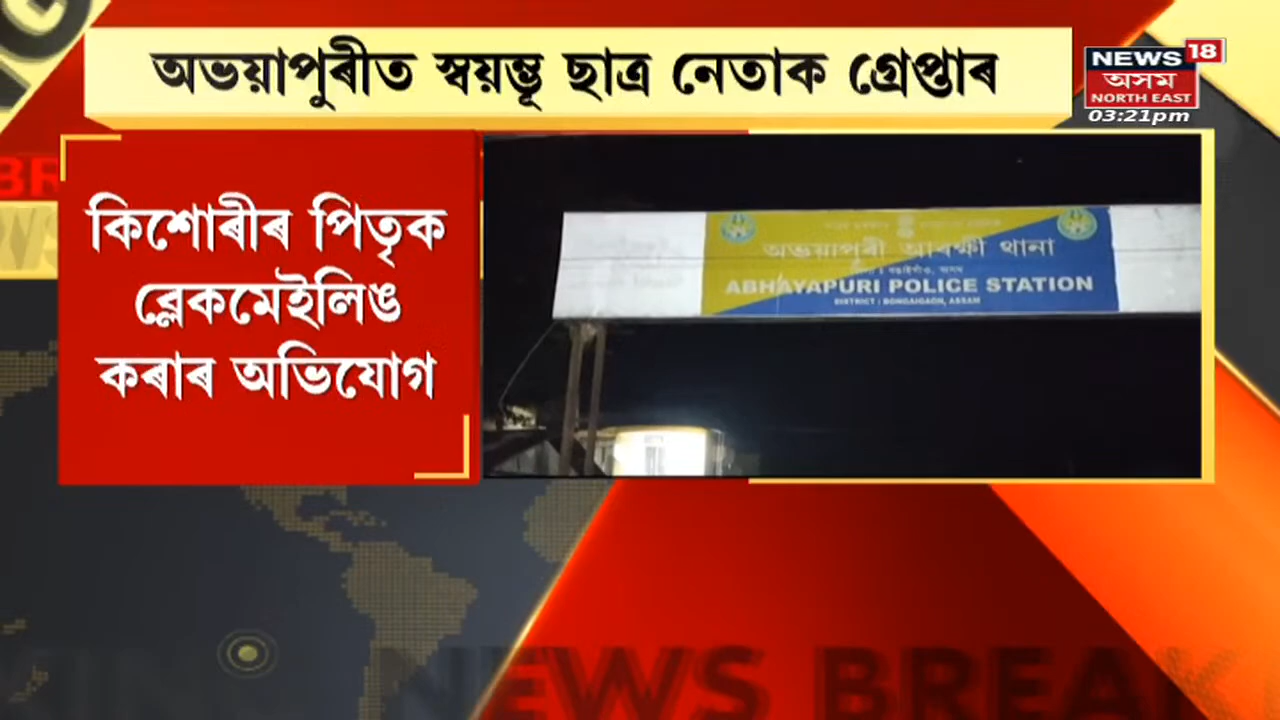 অভয়াপুৰীত স্বয়ম্ভূ ছাত্ৰ নেতাক গ্ৰেপ্তাৰ
NEWS 18
অসম
NORTH EAST
03:21pm
কিশোৰীৰ পিতৃক
ব্লেকমেইলিঙ
কৰাৰ অভিযোগ
অভয়াপুৰী আৰক্ষী থানা
ABHAYAPURI POLICE STATION
DISTRICT : BONGAIGAON, ASSAM
NEWS BREAK